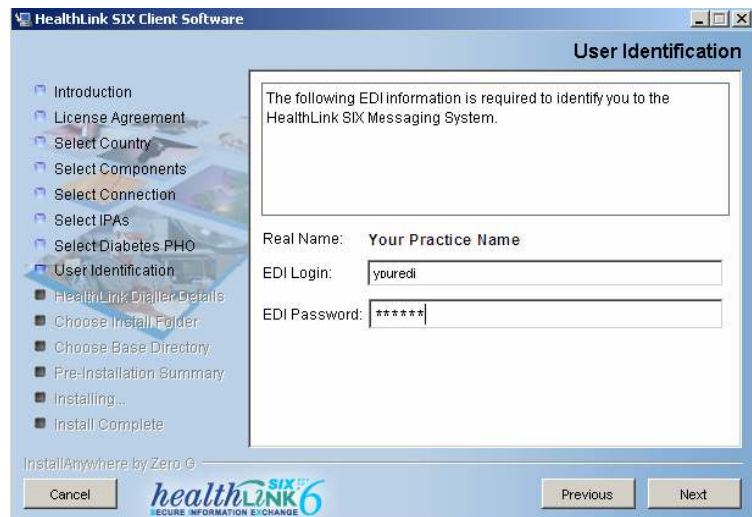 HealthLink SIX Client Software
User Identification
Introduction
License Agreement
Select Country
Select Components
Select Connection
Select IPAs
Select Diabetes PHO
User Identification
HealthLink Dialler Details
Choose Install Folder
Choose Base Directory
Pre-Installation Summary
Installing...
Install Complete
The following EDI information is required to identify you to the
HealthLink SIX Messaging System.
Real Name: Your Practice Name
EDI Login: youredi
EDI Password: ******
InstallAnywhere by Zero G
Cancel
healthLINK SIX 6
SECURE INFORMATION EXCHANGE
Previous
Next